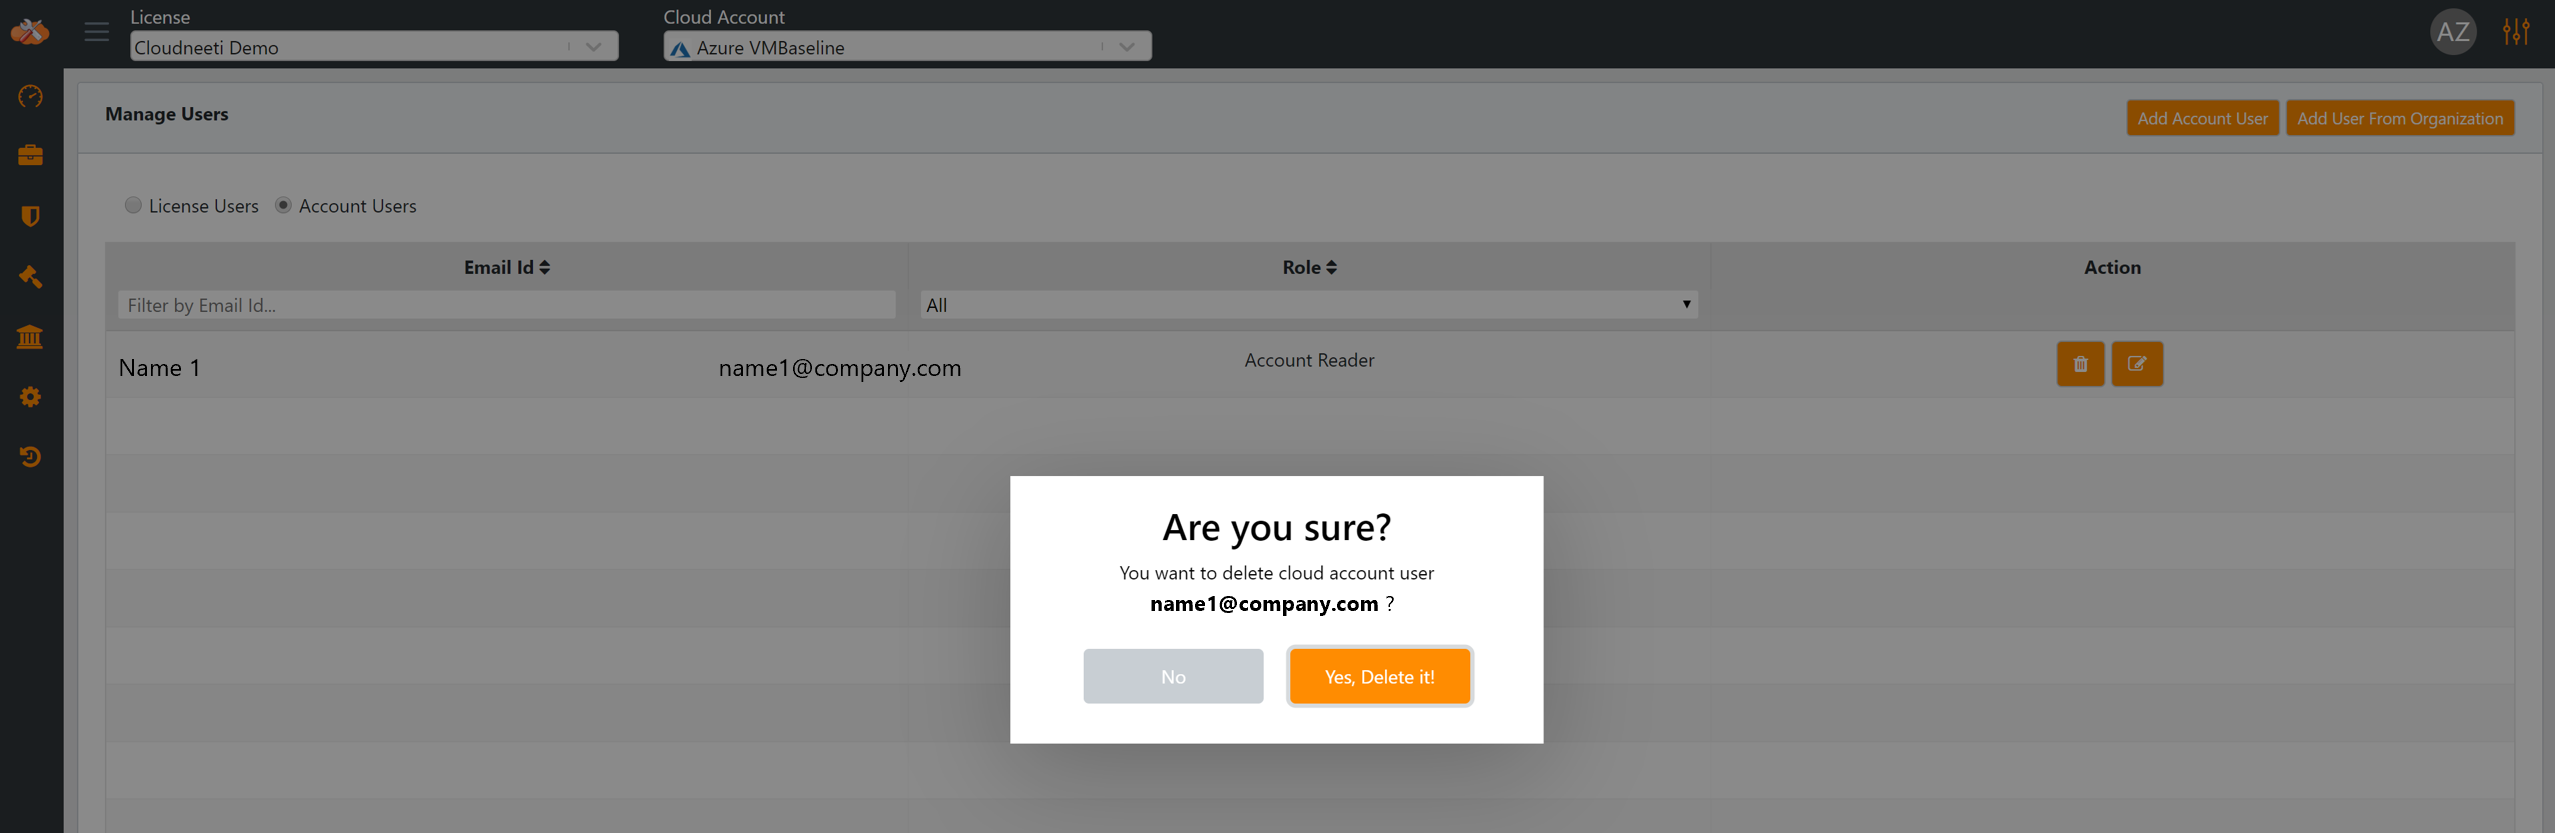 License
Cloud Account
Cloudneeti Demo
Azure VMBaseline
AZ
Manage Users
Add Account User
Add User From Organization
License Users
Account Users
Email Id
Role
Action
Filter by Email Id...
All
Name 1
name1@company.com
Account Reader
Are you sure?
You want to delete cloud account user
name1@company.com ?
No
Yes, Delete it!